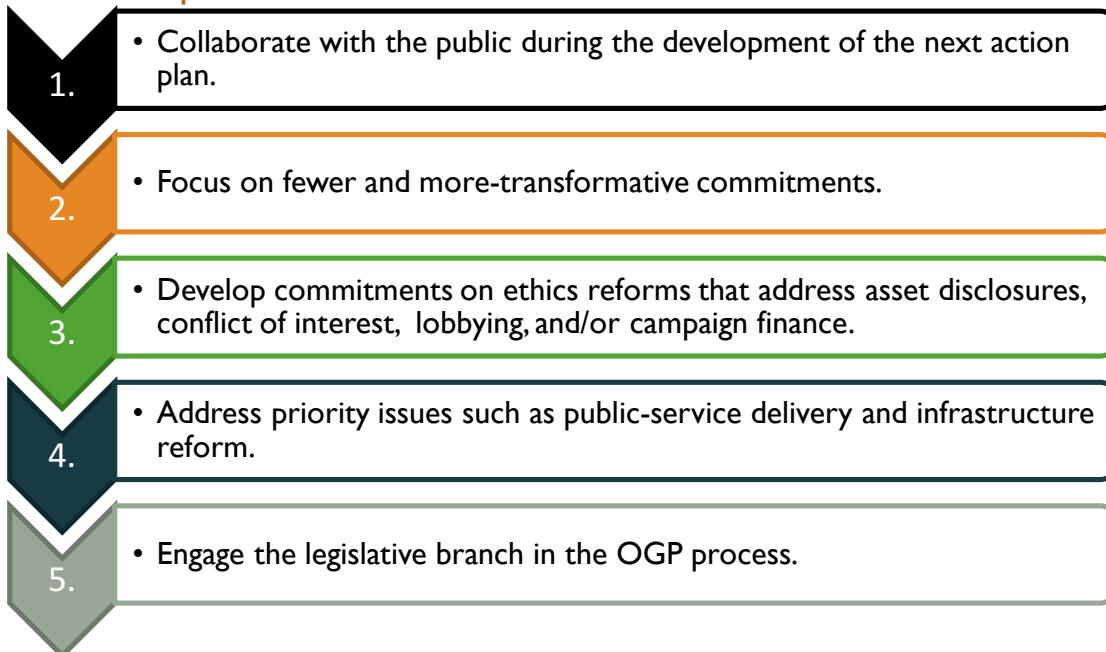 1.
• Collaborate with the public during the development of the next action
plan.
2.
• Focus on fewer and more-transformative commitments.
3.
• Develop commitments on ethics reforms that address asset disclosures,
conflict of interest, lobbying, and/or campaign finance.
4.
• Address priority issues such as public-service delivery and infrastructure
reform.
5.
• Engage the legislative branch in the OGP process.